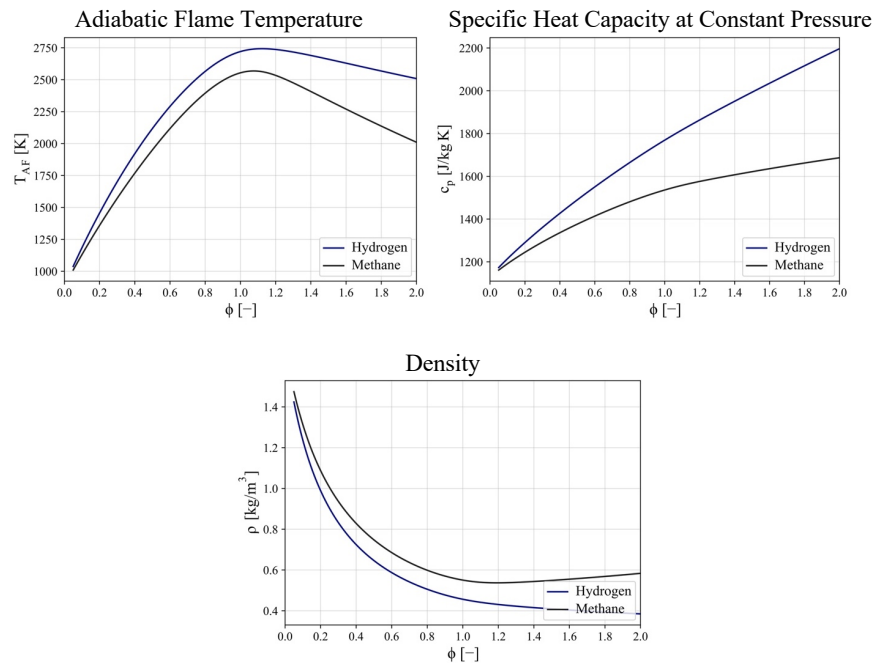 Adiabatic Flame Temperature
2750
2500
2250
2000
1750
1500
1250
1000
T_AF [K]
Hydrogen
Methane
0.0 0.2 0.4 0.6 0.8 1.0 1.2 1.4 1.6 1.8 2.0
ϕ [−]
Specific Heat Capacity at Constant Pressure
2200
2000
1800
1600
1400
1200
c_p [J/kg K]
Hydrogen
Methane
0.0 0.2 0.4 0.6 0.8 1.0 1.2 1.4 1.6 1.8 2.0
ϕ [−]
Density
1.4
1.2
1.0
0.8
0.6
0.4
ρ [kg/m³]
Hydrogen
Methane
0.0 0.2 0.4 0.6 0.8 1.0 1.2 1.4 1.6 1.8 2.0
ϕ [−]